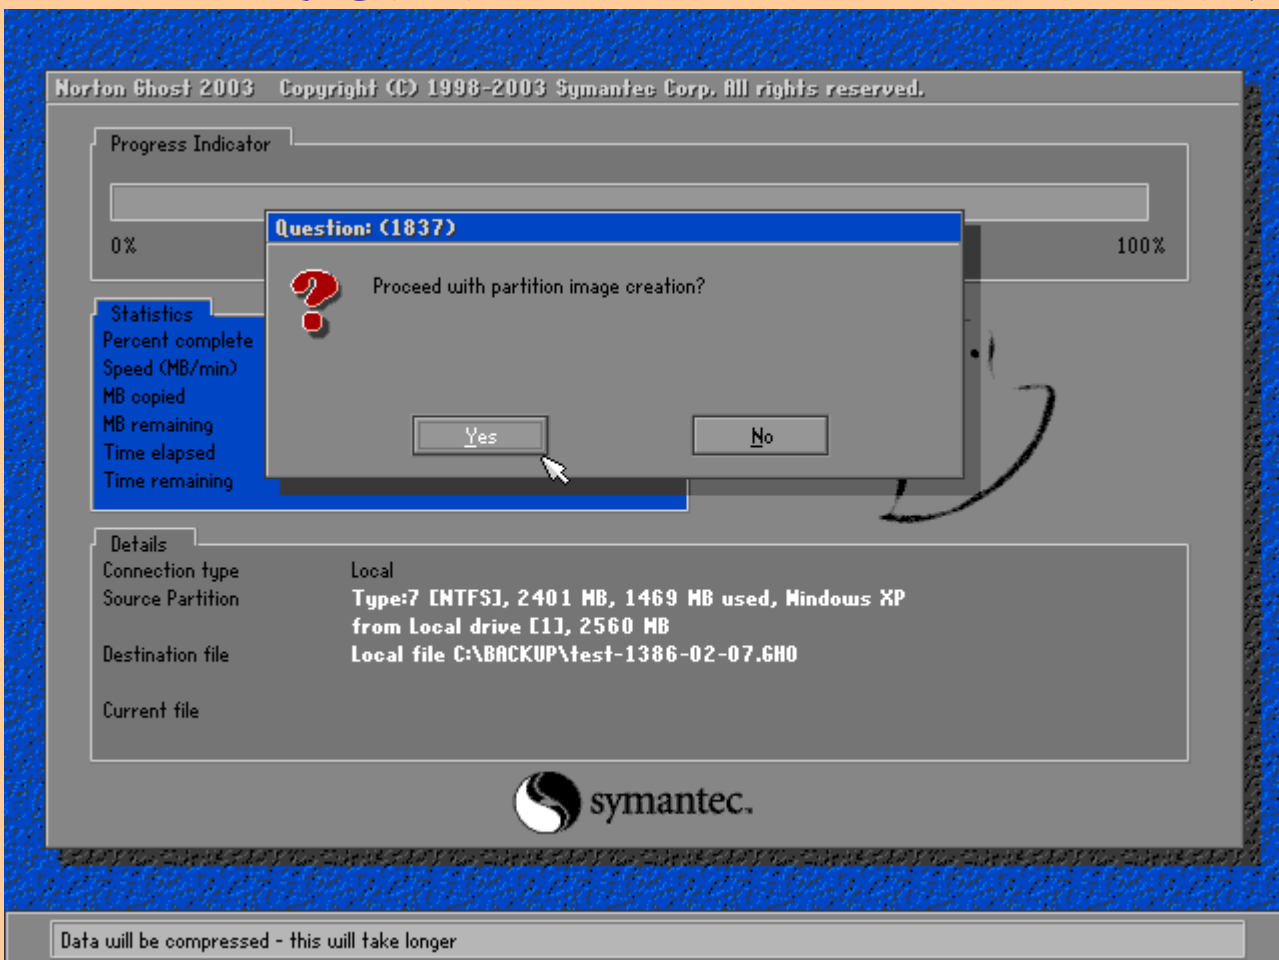 Norton Ghost 2003 Copyright (C) 1998-2003 Symantec Corp. All rights reserved.
Progress Indicator
0% 100%
Question: (1837)
Proceed with partition image creation?
Yes No
Statistics
Percent complete
Speed (MB/min)
MB copied
MB remaining
Time elapsed
Time remaining
Details
Connection type Local
Source Partition Type:7 [NTFS], 2401 MB, 1469 MB used, Windows XP
from Local drive [1], 2560 MB
Destination file Local file C:\BACKUP\test-1386-02-07.GHO
Current file
symantec.
Data will be compressed - this will take longer